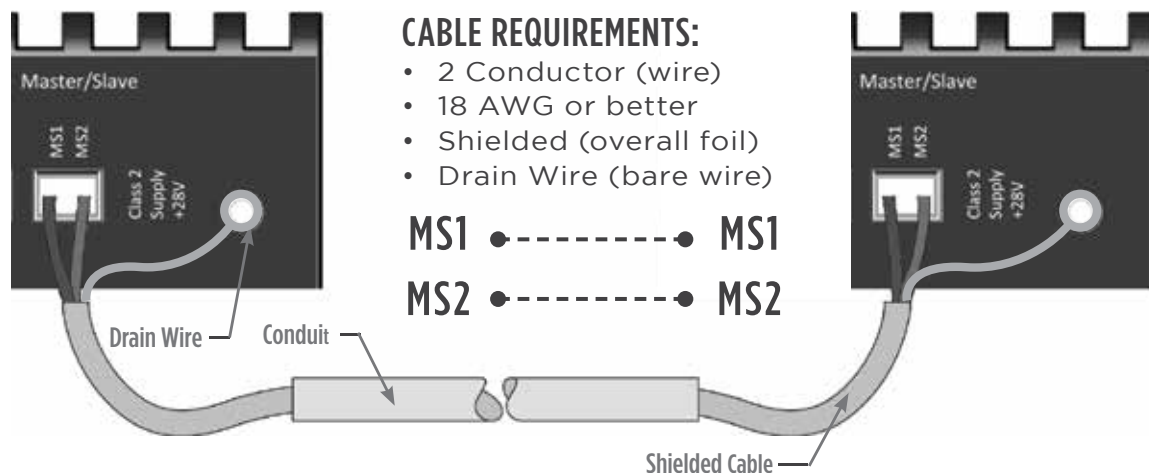 CABLE REQUIREMENTS:
• 2 Conductor (wire)
• 18 AWG or better
• Shielded (overall foil)
• Drain Wire (bare wire)
Master/Slave
MS1
MS2
Class 2
Supply
+28V
Master/Slave
MS1
MS2
Class 2
Supply
+28V
MS1 MS1
MS2 MS2
Drain Wire
Conduit
Shielded Cable